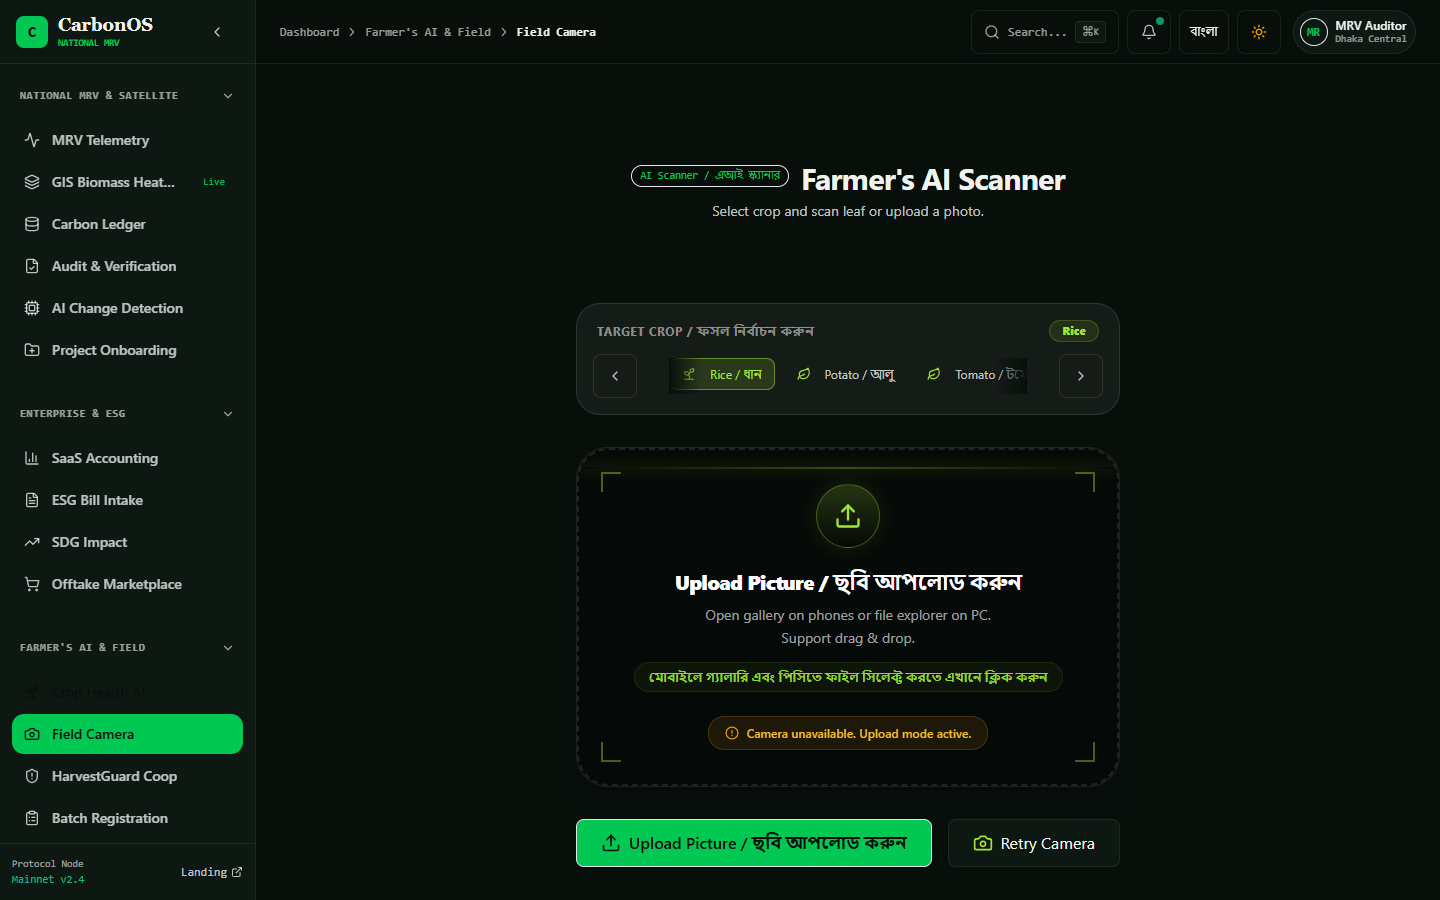 C
CarbonOS
NATIONAL MRV
Dashboard > Farmer's AI & Field > Field Camera
Search... ⌘K
বাংলা
MR
MRV Auditor
Dhaka Central
NATIONAL MRV & SATELLITE
MRV Telemetry
GIS Biomass Heat... Live
Carbon Ledger
Audit & Verification
AI Change Detection
Project Onboarding
ENTERPRISE & ESG
SaaS Accounting
ESG Bill Intake
SDG Impact
Offtake Marketplace
FARMER'S AI & FIELD
Crop Health AI
Field Camera
HarvestGuard Coop
Batch Registration
Protocol Node
Mainnet v2.4
Landing
AI Scanner / এআই স্ক্যানার
Farmer's AI Scanner
Select crop and scan leaf or upload a photo.
TARGET CROP / ফসল নির্বাচন করুন
Rice
Rice / ধান
Potato / আলু
Tomato /
Upload Picture / ছবি আপলোড করুন
Open gallery on phones or file explorer on PC.
Support drag & drop.
মোবাইলে গ্যালারি এবং পিসিতে ফাইল সিলেক্ট করতে এখানে ক্লিক করুন
Camera unavailable. Upload mode active.
Upload Picture / ছবি আপলোড করুন
Retry Camera